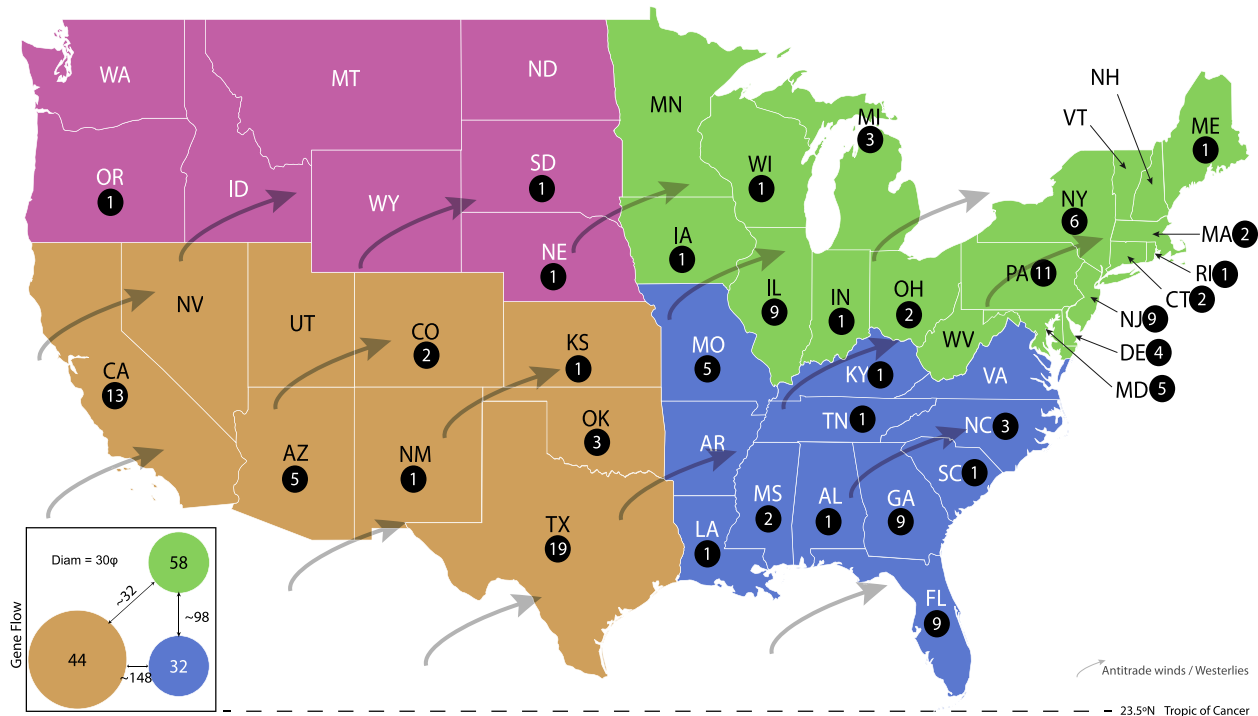 WA
MT
ND
MN
NH
VT
ME
1
MI
3
OR
1
ID
WY
SD
1
WI
1
NY
6
MA 2
NE
1
IA
1
RI 1
CT 2
PA 11
NJ 9
DE 4
MD 5
NV
UT
CO
2
KS
1
IL
9
IN
1
OH
2
WV
CA
13
MO
5
KY 1
VA
AZ
5
NM
1
OK
3
AR
TN 1
NC 3
SC 1
TX
19
LA
1
MS
2
AL
1
GA
9
FL
9
Gene Flow
Diam = 30φ
58
~32
~98
44
~148
32
Antitrade winds / Westerlies
23.5ºN Tropic of Cancer